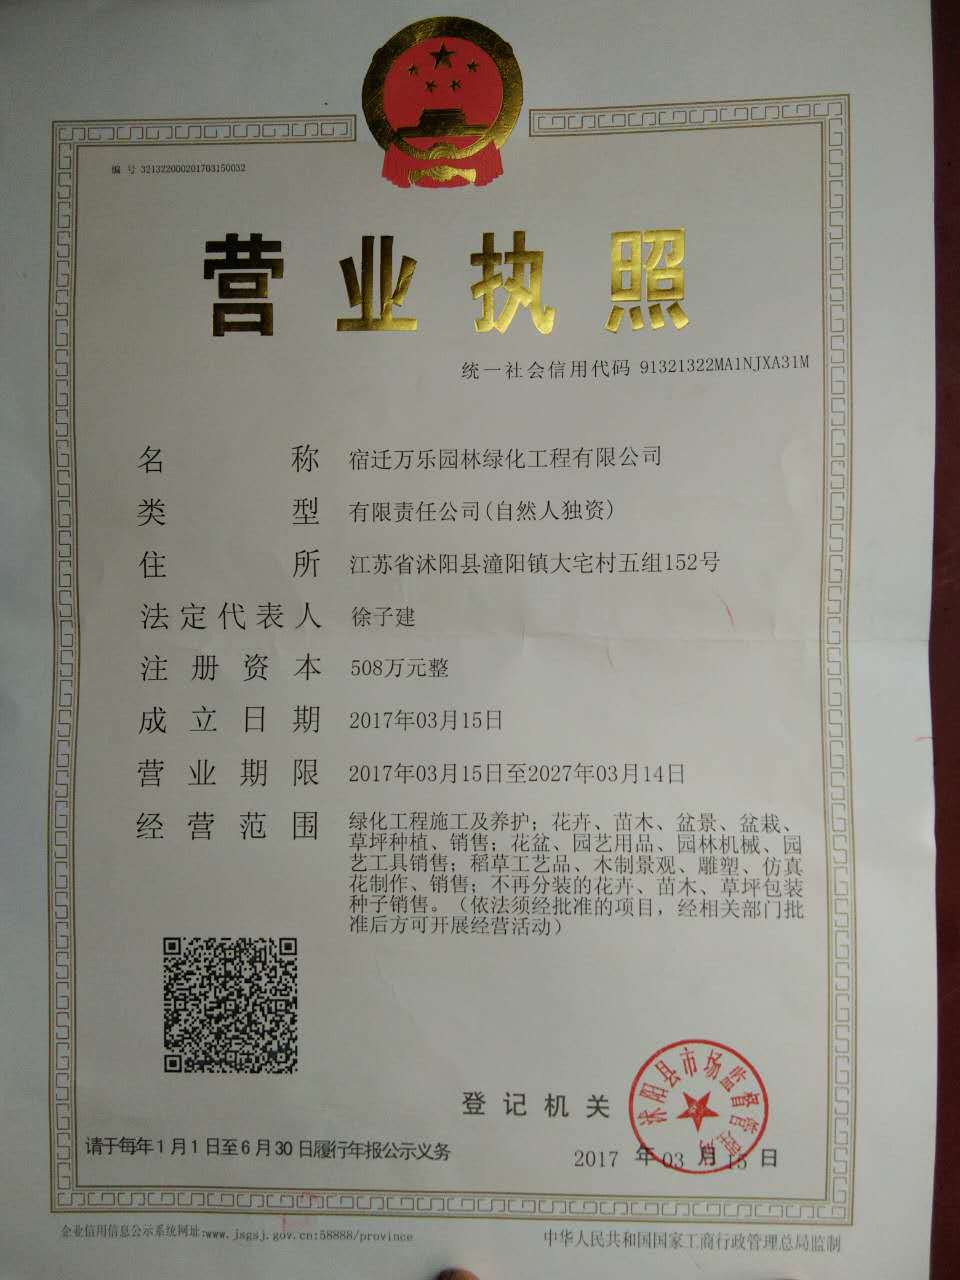 编 号 321322000201703150032
营业执照
统一社会信用代码 91321322MA1NJXA31M
名称 宿迁万乐园林绿化工程有限公司
类型 有限责任公司(自然人独资)
住所 江苏省沭阳县潼阳镇大宅村五组152号
法定代表人 徐子建
注册资本 508万元整
成立日期 2017年03月15日
营业期限 2017年03月15日至2027年03月14日
经营范围 绿化工程施工及养护；花卉、苗木、盆景、盆栽、
草坪种植、销售；花盆、园艺用品、园林机械、园
艺工具销售；稻草工艺品、木制景观、雕塑、仿真
花制作、销售；不再分装的花卉、苗木、草坪包装
种子销售。（依法须经批准的项目，经相关部门批
准后方可开展经营活动）
登记机关
沭阳县市场监督管理局
请于每年1月1日至6月30日履行年报公示义务
2017 年 03 月 15 日
企业信用信息公示系统网址:www.jsgsj.gov.cn:58888/province
中华人民共和国国家工商行政管理总局监制